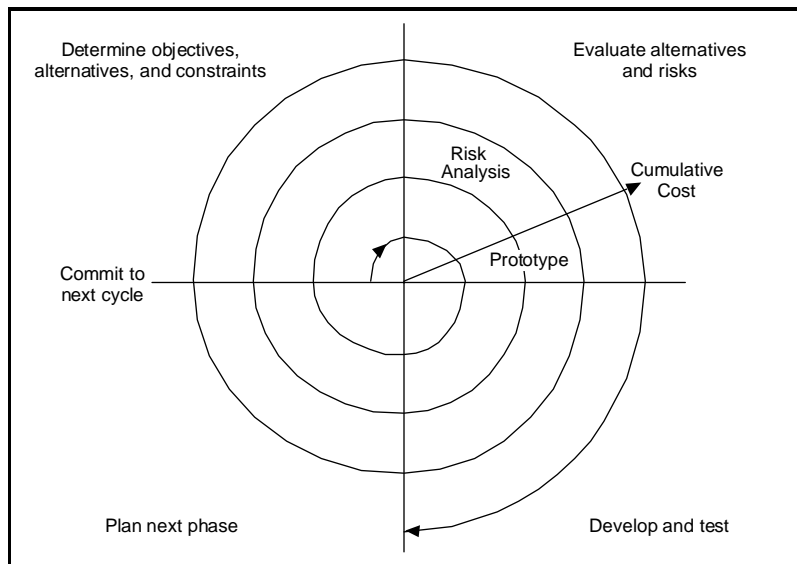 Determine objectives,
alternatives, and constraints
Evaluate alternatives
and risks
Risk
Analysis
Cumulative
Cost
Prototype
Commit to
next cycle
Plan next phase
Develop and test